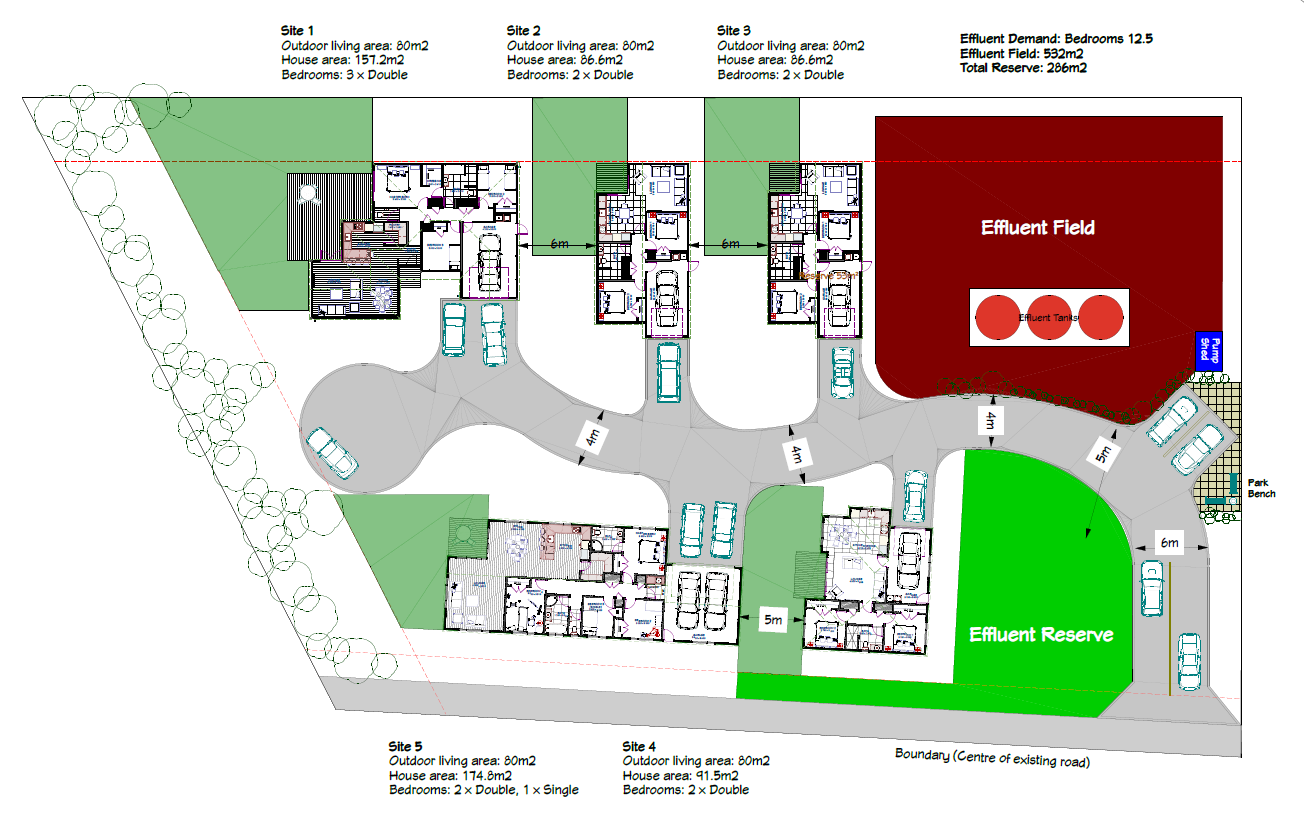 Site 1
Outdoor living area: 80m2
House area: 157.2m2
Bedrooms: 3 x Double
Site 2
Outdoor living area: 80m2
House area: 86.6m2
Bedrooms: 2 x Double
Site 3
Outdoor living area: 80m2
House area: 86.6m2
Bedrooms: 2 x Double
Effluent Demand: Bedrooms 12.5
Effluent Field: 532m2
Total Reserve: 286m2
Effluent Field
6m
6m
Effluent Tanks
Pump
Shed
4m
4m
4m
5m
Park
Bench
6m
5m
Effluent Reserve
Site 5
Outdoor living area: 80m2
House area: 174.8m2
Bedrooms: 2 x Double, 1 x Single
Site 4
Outdoor living area: 80m2
House area: 91.5m2
Bedrooms: 2 x Double
Boundary (Centre of existing road)